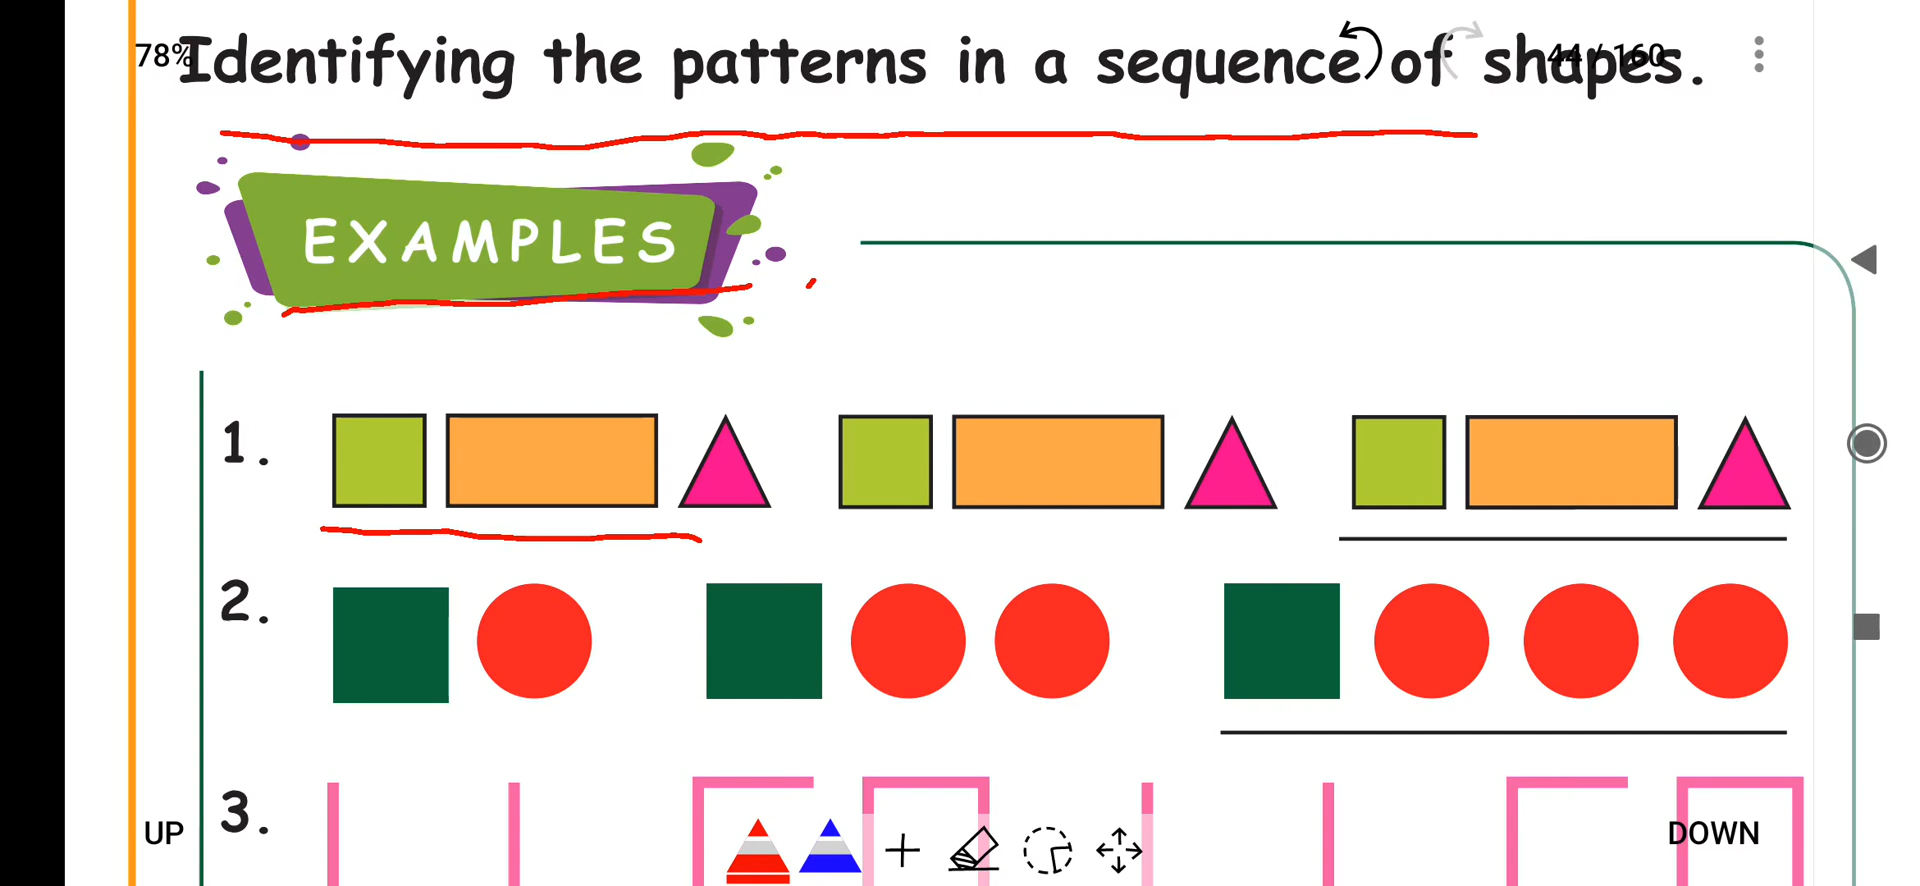 78%
Identifying the patterns in a sequence of shapes.
44 / 160
EXAMPLES
1.
2.
3.
UP
DOWN